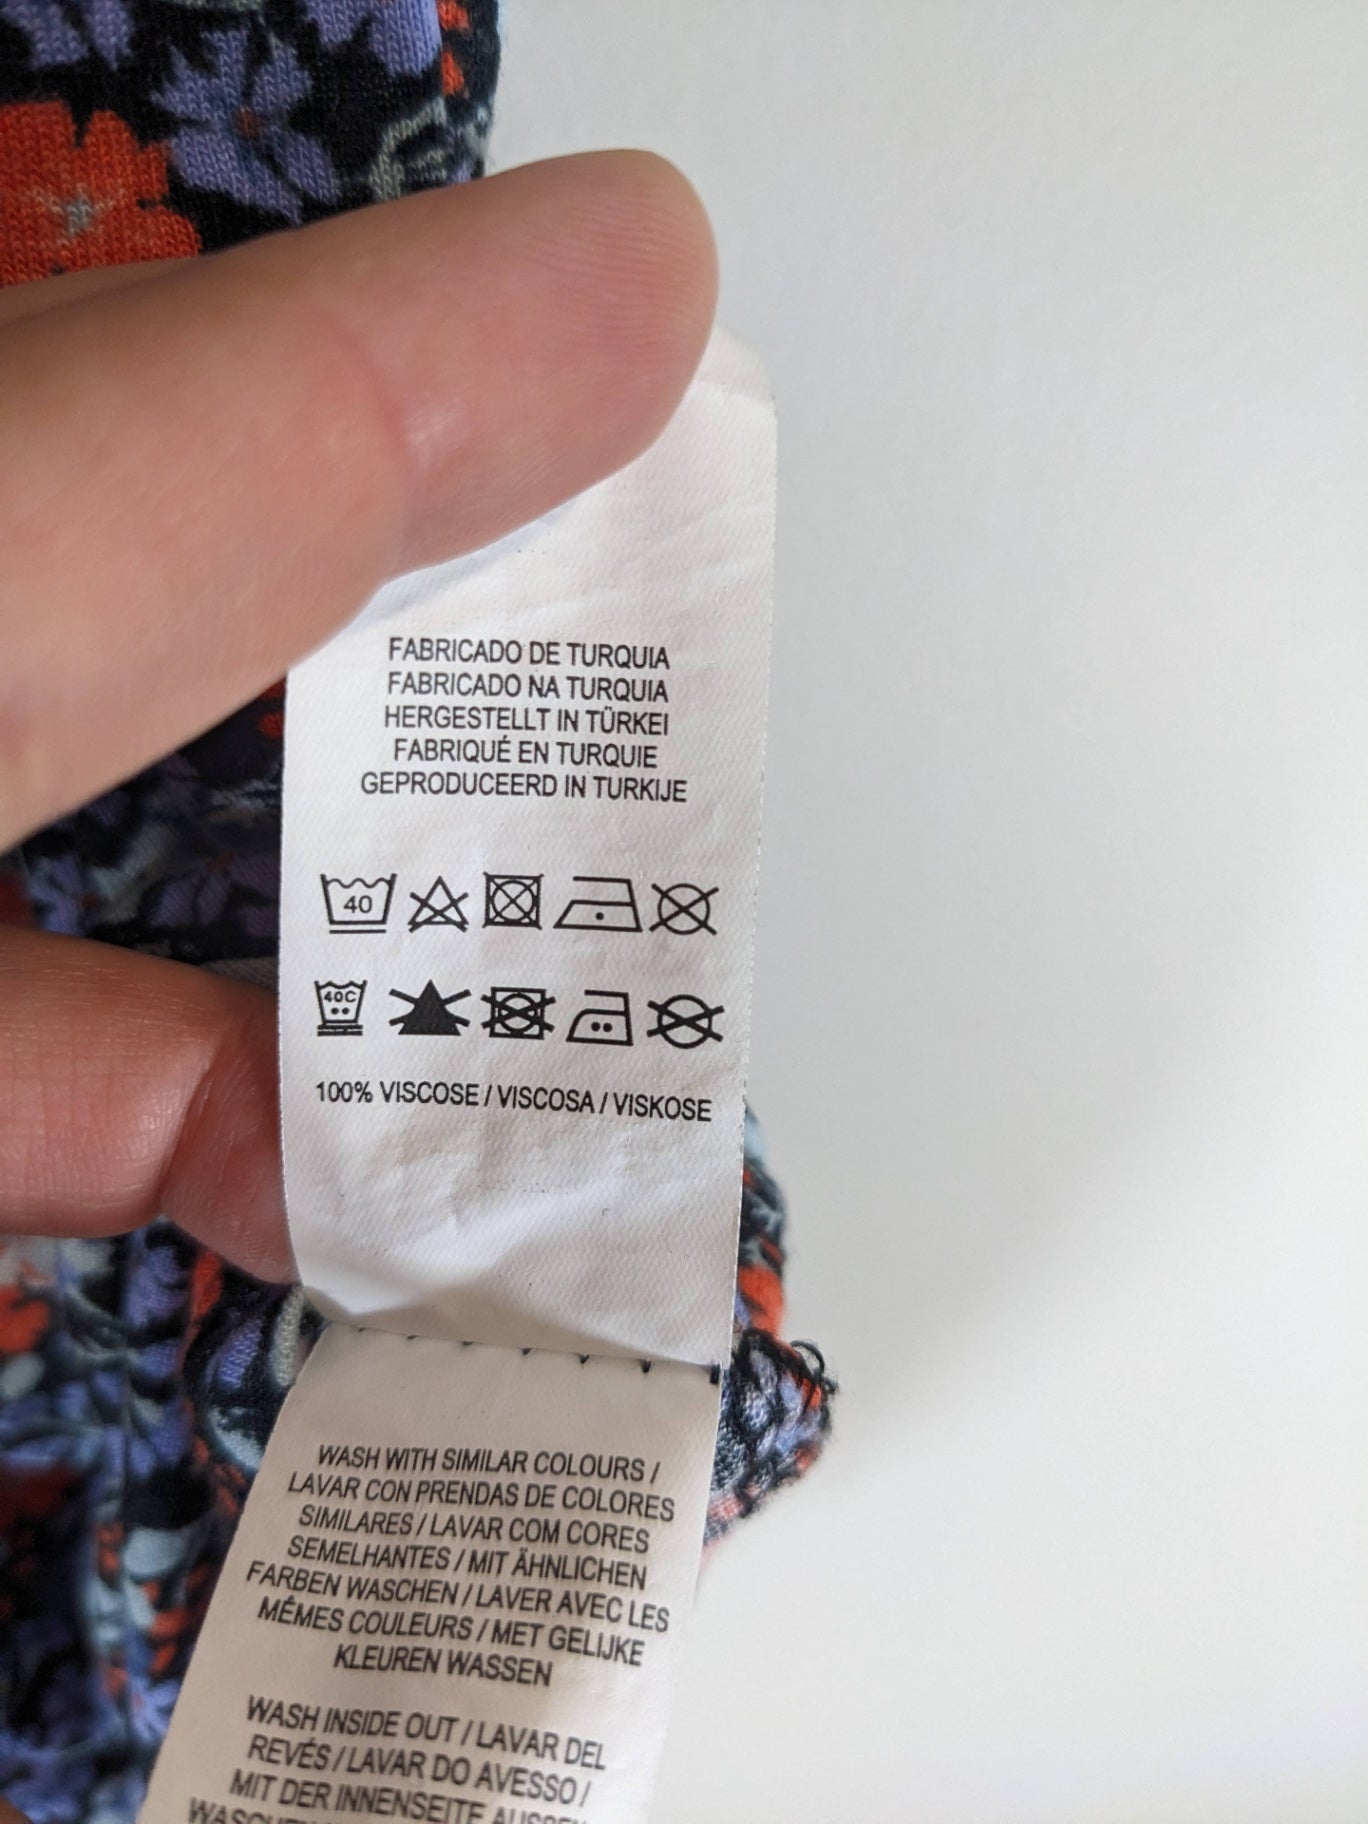 FABRICADO DE TURQUIA
FABRICADO NA TURQUIA
HERGESTELLT IN TÜRKEI
FABRIQUÉ EN TURQUIE
GEPRODUCEERD IN TURKIJE
40
40C
100% VISCOSE / VISCOSA / VISKOSE
WASH WITH SIMILAR COLOURS /
LAVAR CON PRENDAS DE COLORES
SIMILARES / LAVAR COM CORES
SEMELHANTES / MIT ÄHNLICHEN
FARBEN WASCHEN / LAVER AVEC LES
MÊMES COULEURS / MET GELIJKE
KLEUREN WASSEN
WASH INSIDE OUT / LAVAR DEL
REVÉS / LAVAR DO AVESSO /
MIT DER INNENSEITE